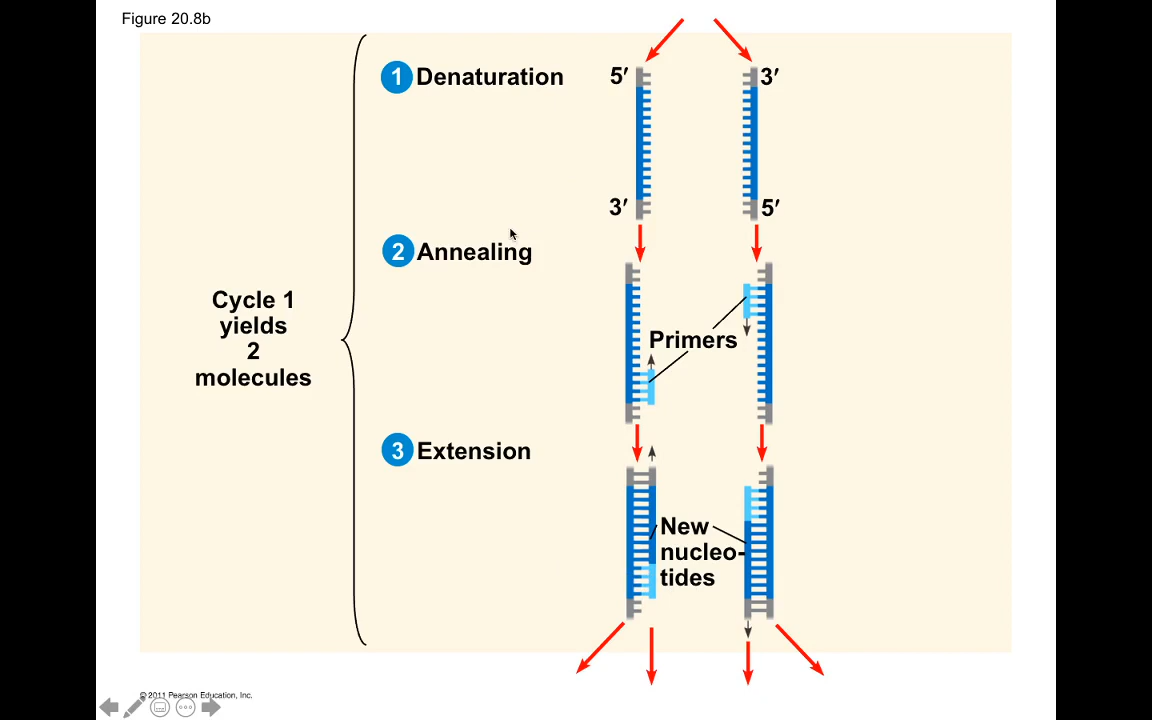 Figure 20.8b
1 Denaturation
5′
3′
3′
5′
2 Annealing
Cycle 1
yields
2
molecules
Primers
3 Extension
New
nucleo-
tides
© 2011 Pearson Education, Inc.